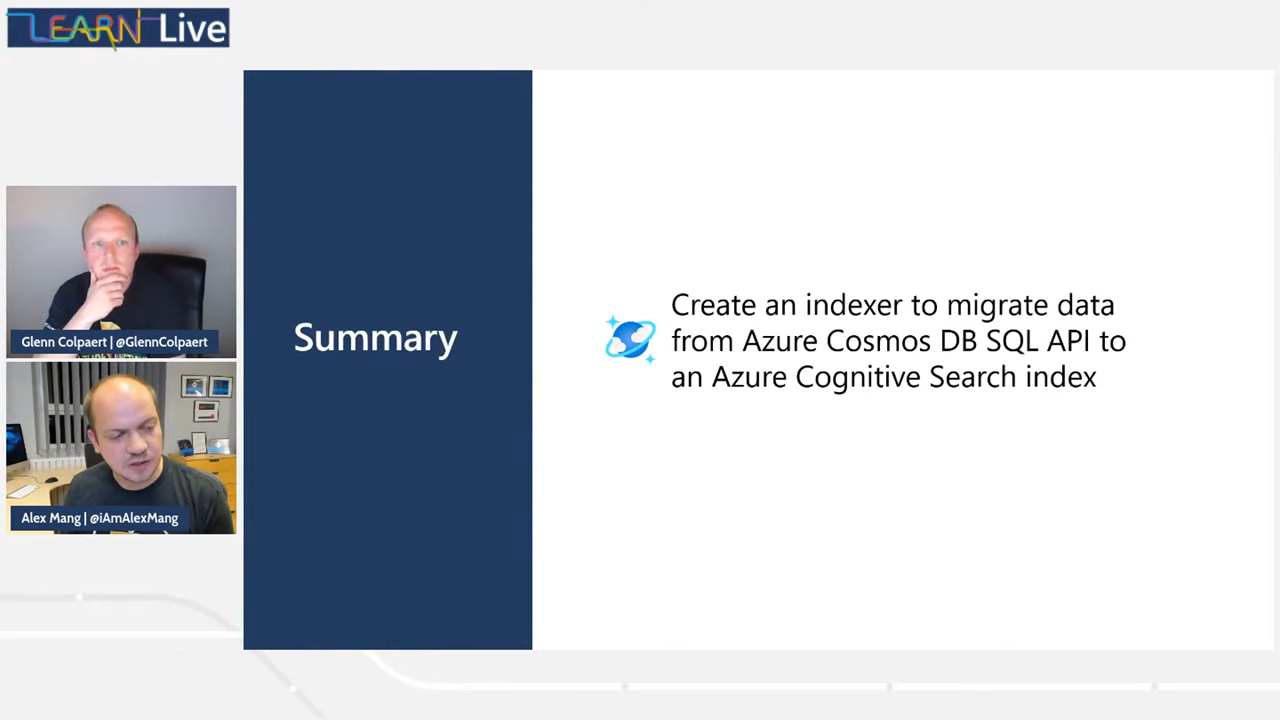 LEARN Live
Glenn Colpaert | @GlennColpaert
Alex Mang | @iAmAlexMang
Summary
Create an indexer to migrate data
from Azure Cosmos DB SQL API to
an Azure Cognitive Search index